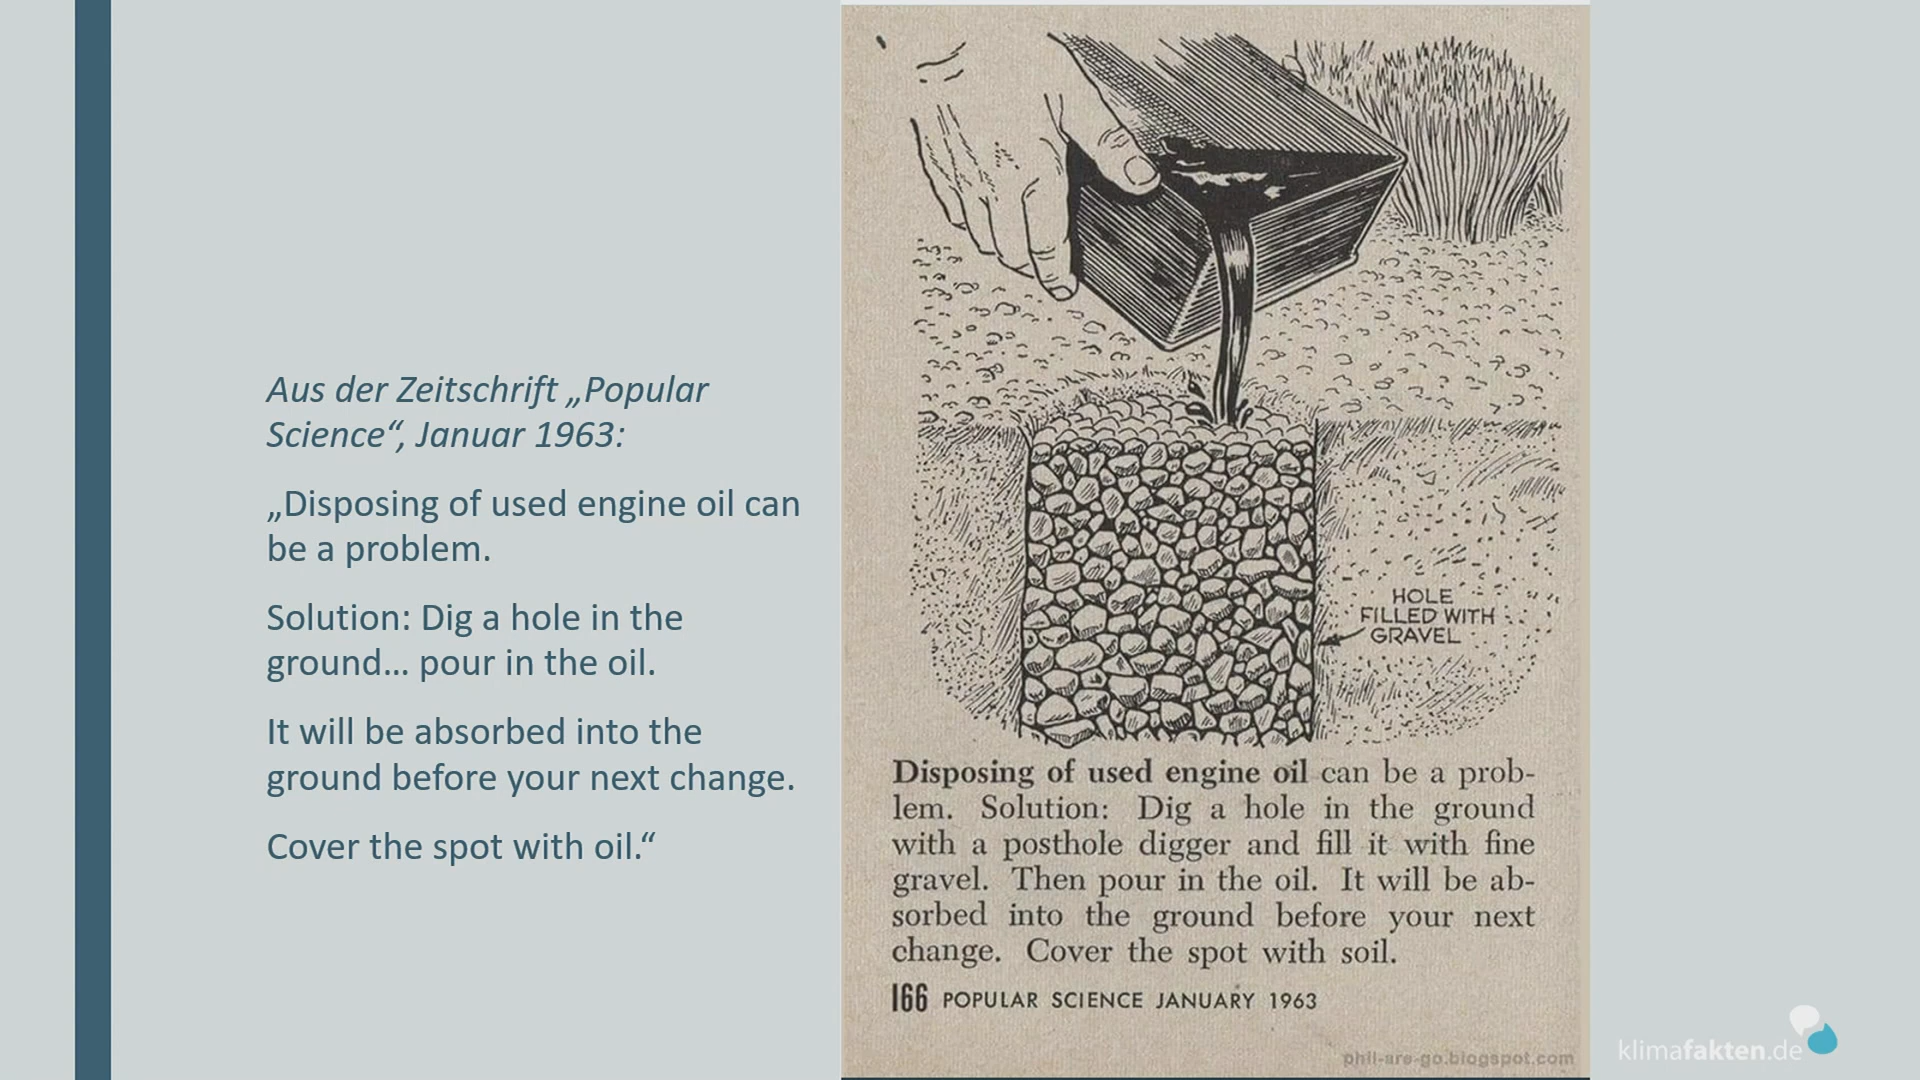 Aus der Zeitschrift „Popular
Science“, Januar 1963:
„Disposing of used engine oil can
be a problem.
Solution: Dig a hole in the
ground… pour in the oil.
It will be absorbed into the
ground before your next change.
Cover the spot with oil.“
HOLE
FILLED WITH
GRAVEL
Disposing of used engine oil can be a prob-
lem. Solution: Dig a hole in the ground
with a posthole digger and fill it with fine
gravel. Then pour in the oil. It will be ab-
sorbed into the ground before your next
change. Cover the spot with soil.
166 POPULAR SCIENCE JANUARY 1963
phil-are-go.blogspot.com
klimafakten.de